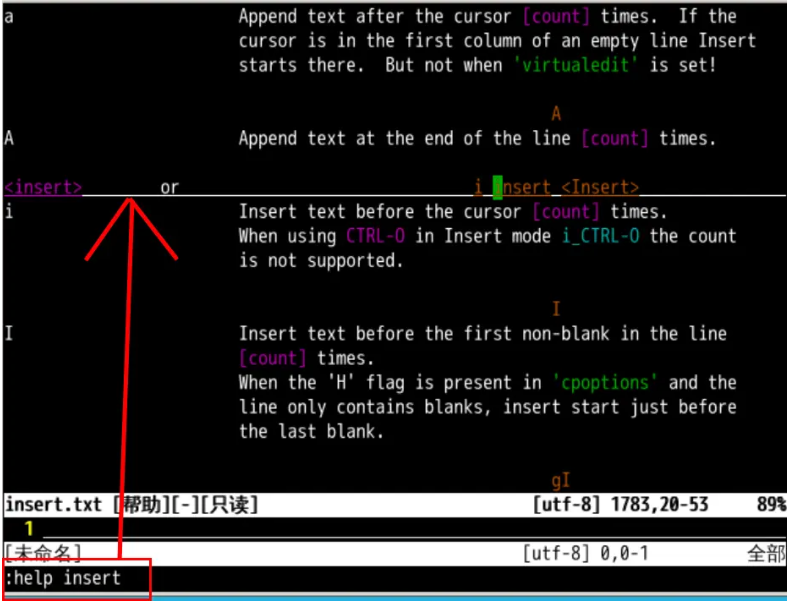 a Append text after the cursor [count] times. If the
cursor is in the first column of an empty line Insert
starts there. But not when 'virtualedit' is set!
A
A Append text at the end of the line [count] times.
<insert> or i insert <Insert>
i Insert text before the cursor [count] times.
When using CTRL-O in Insert mode i_CTRL-O the count
is not supported.
I
I Insert text before the first non-blank in the line
[count] times.
When the 'H' flag is present in 'cpoptions' and the
line only contains blanks, insert start just before
the last blank.
gI
insert.txt [帮助][-][只读] [utf-8] 1783,20-53 89%
1
[未命名] [utf-8] 0,0-1 全部
:help insert